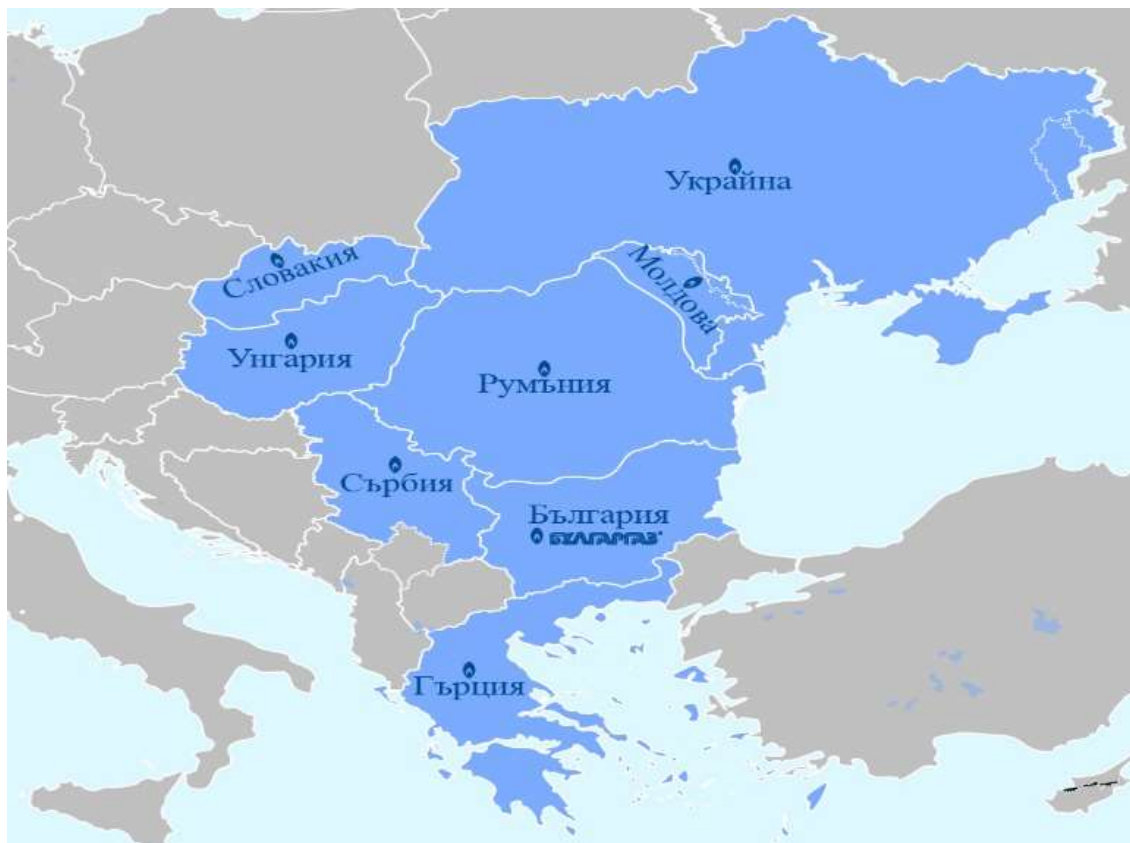 Украйна
Словакия
Молдова
Унгария
Румъния
Сърбия
България
БУЛГАРГАЗ
Гърция